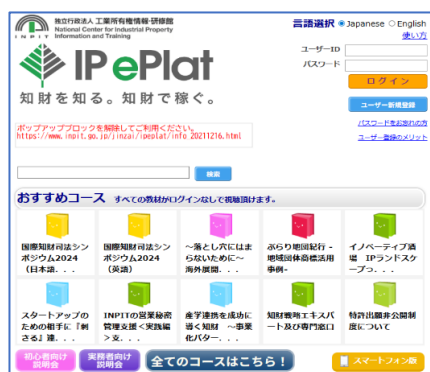 独立行政法人 工業所有権情報・研修館
National Center for Industrial Property
Information and Training
INPIT
言語選択 Japanese English
使い方
IP ePlat
知財を知る。知財で稼ぐ。
ユーザーID
パスワード
ログイン
ユーザー新規登録
パスワードをお忘れの方
ユーザー登録のメリット
ポップアップブロックを解除してご利用ください。
https://www.inpit.go.jp/jinzai/ipeplat/info_20211216.html
検索
おすすめコース すべての教材がログインなしで視聴頂けます。
国際知財司法シンポジウム2024（日本語. . .
国際知財司法シンポジウム2024（英語）
～落とし穴にはまらないために～海外展開. . .
ぶらり地団紀行 -地域団体商標活用事例-
イノベーティブ酒場 IPランドスケープっ. . .
スタートアップのための相手に『刺さる』連. . .
INPITの営業秘密管理支援＜実践編＞支. . .
産学連携を成功に導く知財 ～事業化パター. . .
知財戦略エキスパート及び専門窓口
特許出願非公開制度について
初心者向け説明会
実務者向け説明会
全てのコースはこちら！
スマートフォン版